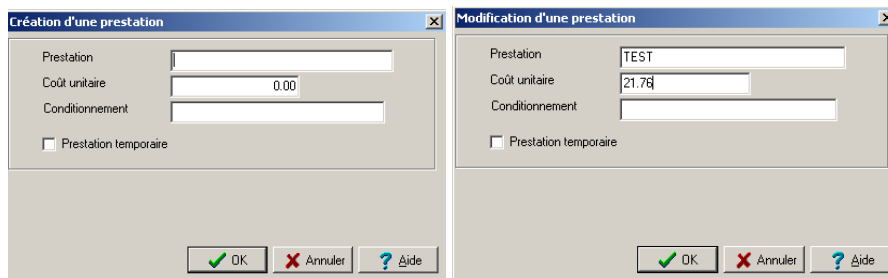 Création d'une prestation
Prestation
Coût unitaire 0.00
Conditionnement
Prestation temporaire
OK Annuler Aide
Modification d'une prestation
Prestation TEST
Coût unitaire 21.76
Conditionnement
Prestation temporaire
OK Annuler Aide